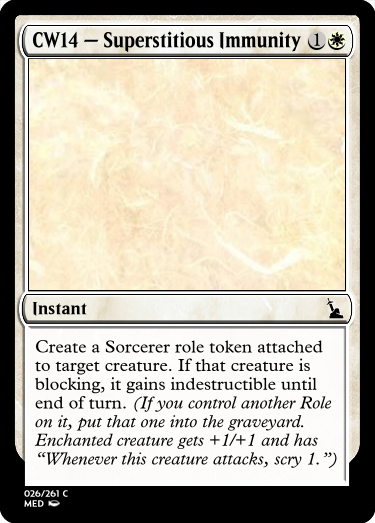 CW14 — Superstitious Immunity 1
Instant
Create a Sorcerer role token attached
to target creature. If that creature is
blocking, it gains indestructible until
end of turn. (If you control another Role
on it, put that one into the graveyard.
Enchanted creature gets +1/+1 and has
“Whenever this creature attacks, scry 1.”)
026/261 C
MED